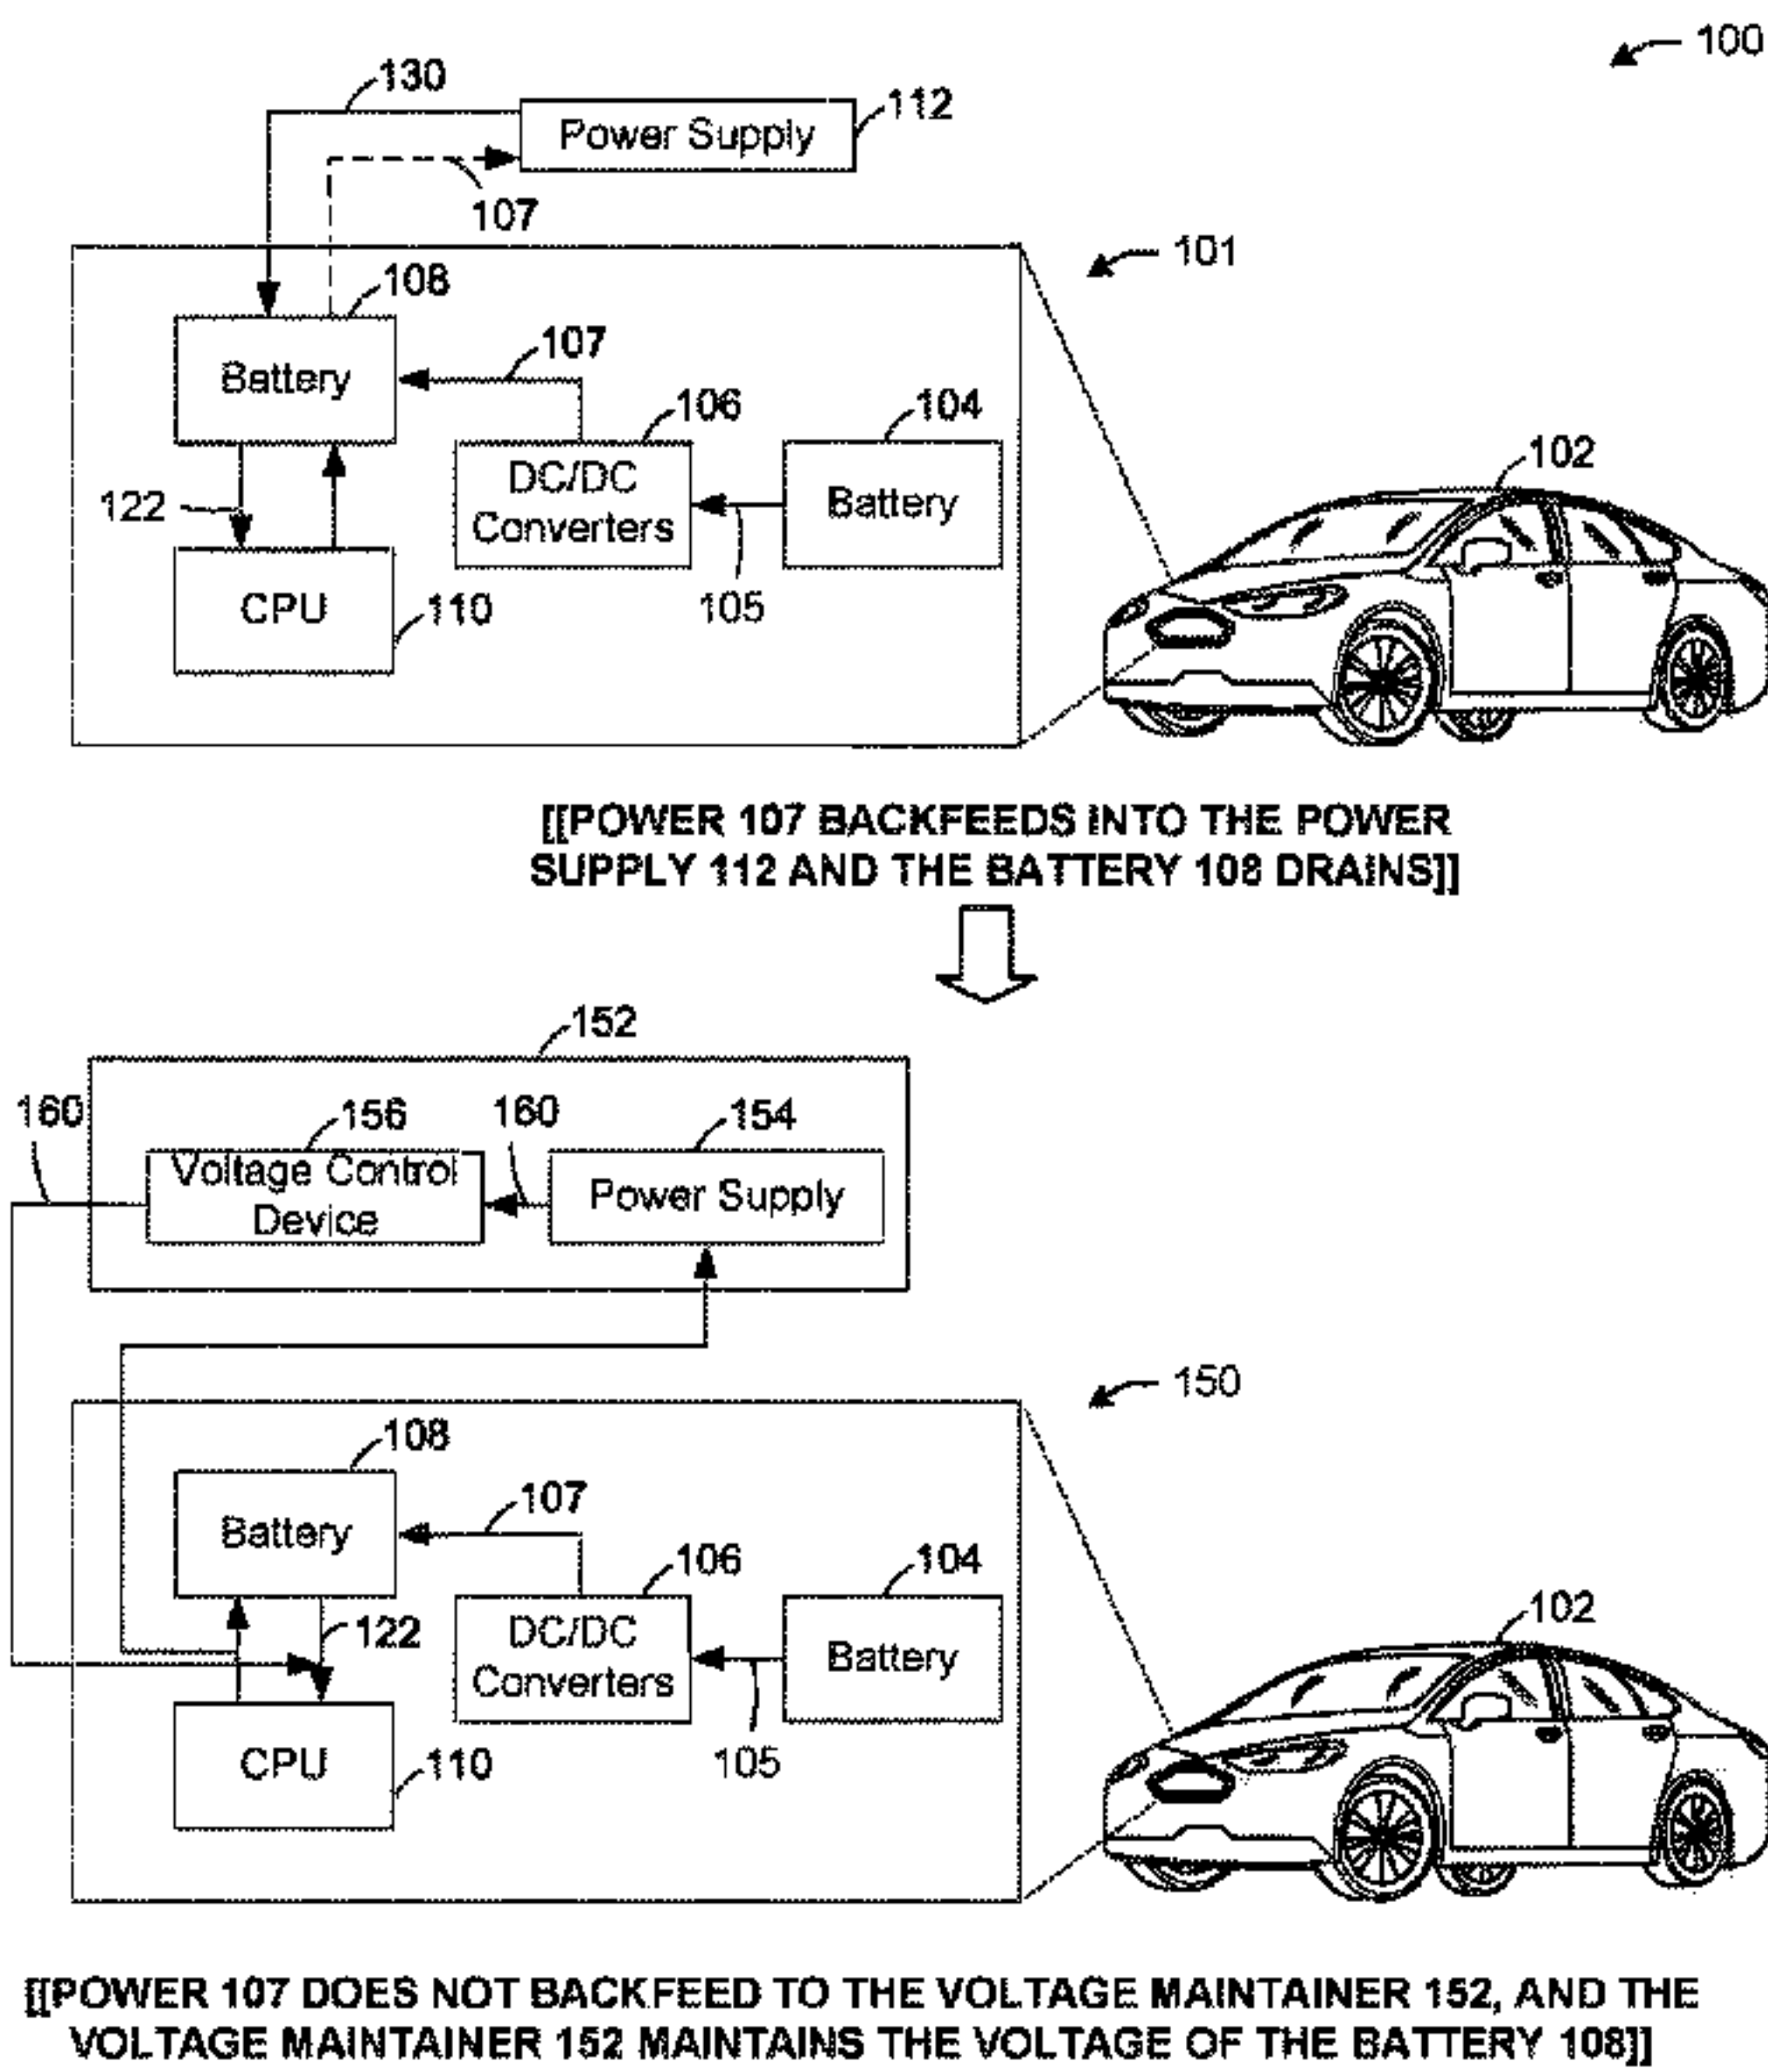 100
130
Power Supply
112
107
101
108
Battery
107
106
104
DC/DC
Converters
Battery
102
122
105
CPU
110
[[POWER 107 BACKFEEDS INTO THE POWER
SUPPLY 112 AND THE BATTERY 108 DRAINS]]
152
160
156
160
154
Voltage Control
Device
Power Supply
150
108
107
Battery
106
104
122
DC/DC
Converters
Battery
102
CPU
110
105
[[POWER 107 DOES NOT BACKFEED TO THE VOLTAGE MAINTAINER 152, AND THE
VOLTAGE MAINTAINER 152 MAINTAINS THE VOLTAGE OF THE BATTERY 108]]